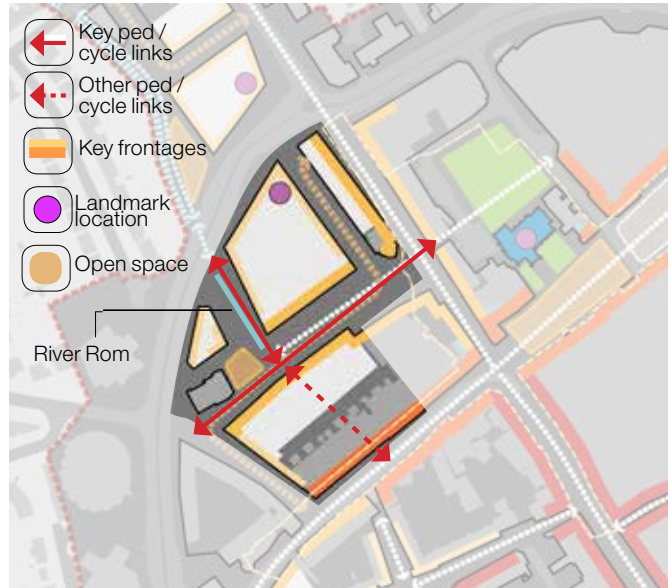 Key ped /
cycle links
Other ped /
cycle links
Key frontages
Landmark
location
Open space
River Rom